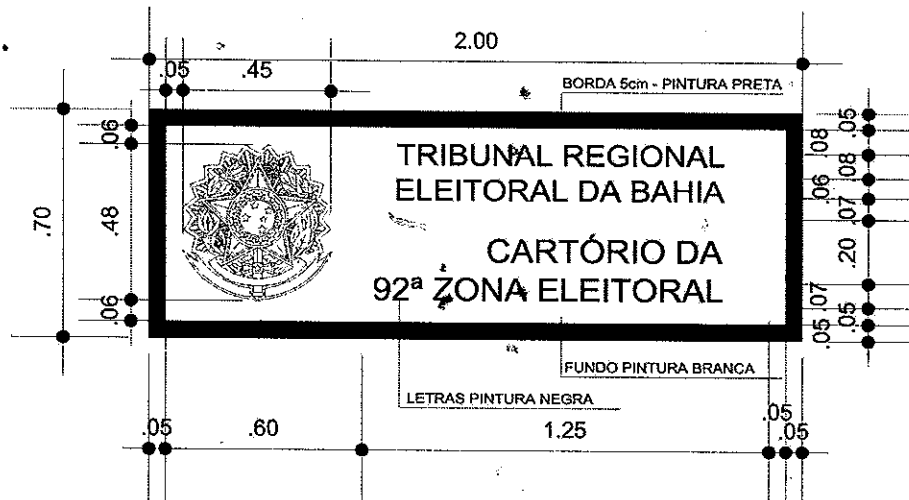 2.00
.05 .45
BORDA 5cm - PINTURA PRETA
.06
.48
.06
.70
TRIBUNAL REGIONAL
ELEITORAL DA BAHIA
CARTÓRIO DA
92ª ZONA ELEITORAL
.05
.08
.08
.06
.07
.20
.07
.05
.05
FUNDO PINTURA BRANCA
LETRAS PINTURA NEGRA
.05 .60 1.25 .05 .05